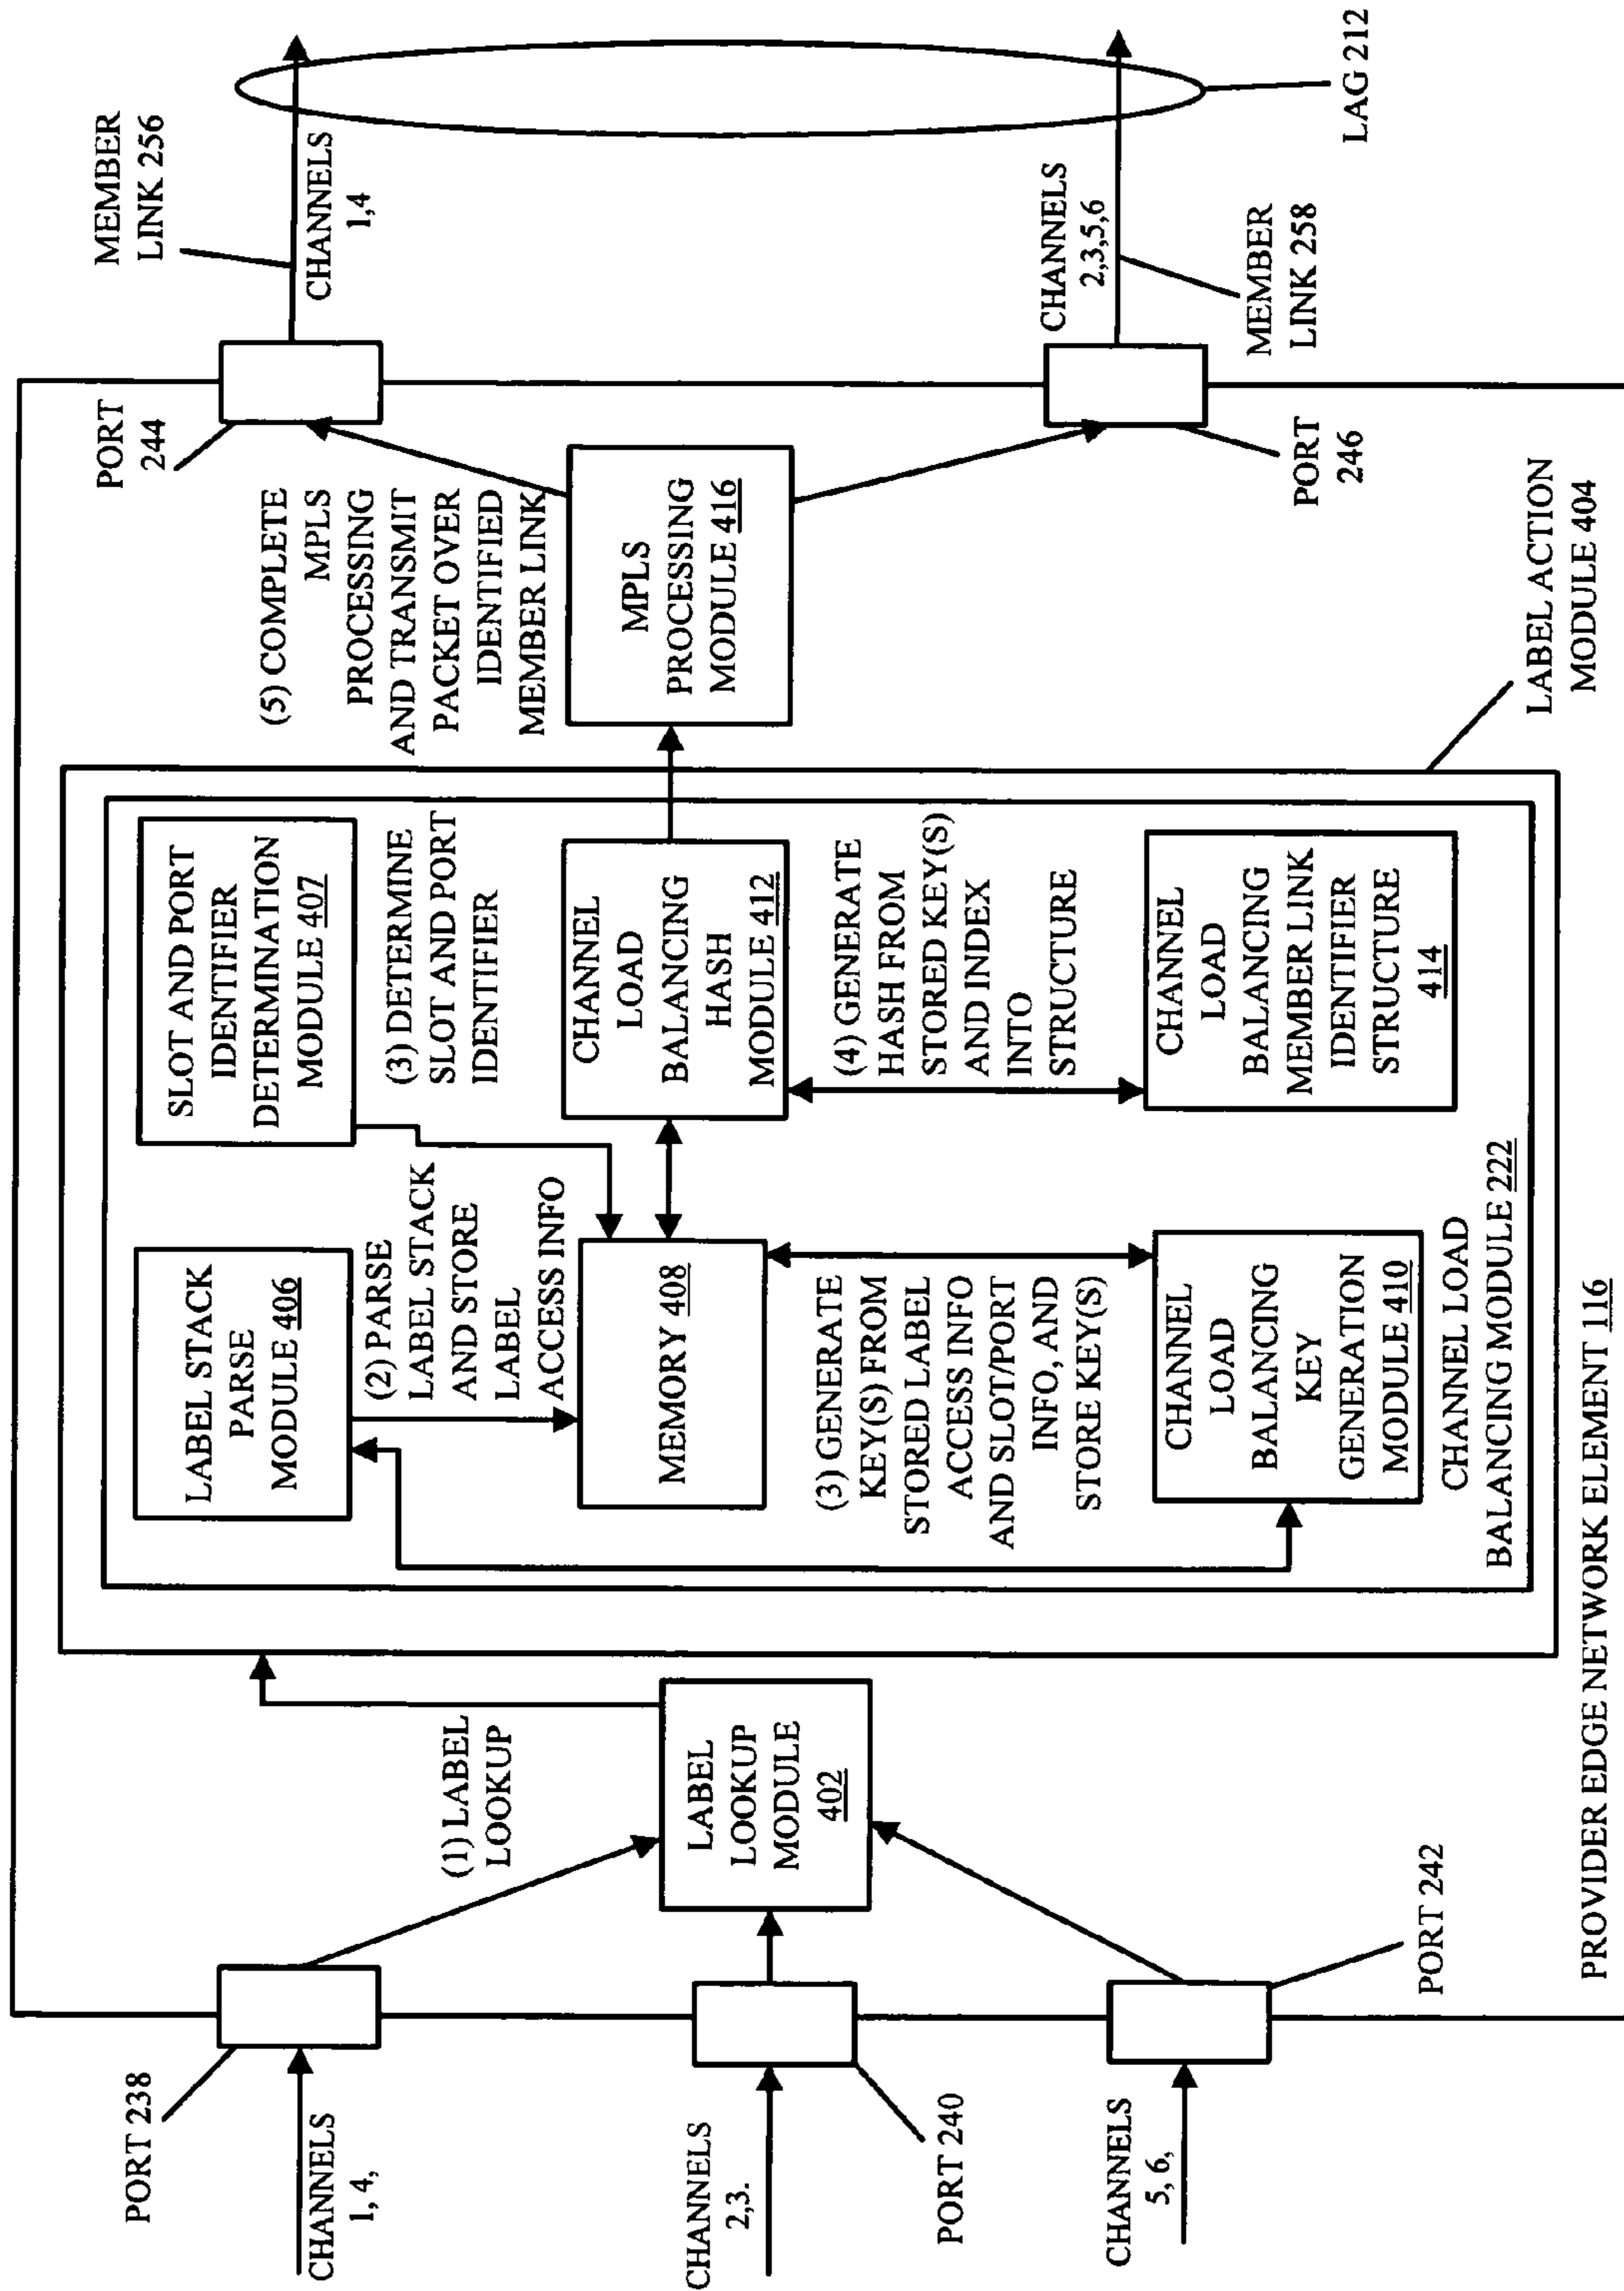 PORT 238
CHANNELS
1, 4,
CHANNELS
2,3.
PORT 240
CHANNELS
5, 6,
PORT 242
(1) LABEL
LOOKUP
LABEL
LOOKUP
MODULE
402
LABEL STACK
PARSE
MODULE 406
(2) PARSE
LABEL STACK
AND STORE
LABEL
ACCESS INFO
MEMORY 408
(3) GENERATE
KEY(S) FROM
STORED LABEL
ACCESS INFO
AND SLOT/PORT
INFO, AND
STORE KEY(S)
CHANNEL
LOAD
BALANCING
KEY
GENERATION
MODULE 410
SLOT AND PORT
IDENTIFIER
DETERMINATION
MODULE 407
(3) DETERMINE
SLOT AND PORT
IDENTIFIER
CHANNEL
LOAD
BALANCING
HASH
MODULE 412
(4) GENERATE
HASH FROM
STORED KEY(S)
AND INDEX
INTO
STRUCTURE
CHANNEL
LOAD
BALANCING
MEMBER LINK
IDENTIFIER
STRUCTURE
414
CHANNEL LOAD
BALANCING MODULE 222
LABEL ACTION
MODULE 404
(5) COMPLETE
MPLS
PROCESSING
AND TRANSMIT
PACKET OVER
IDENTIFIED
MEMBER LINK
MPLS
PROCESSING
MODULE 416
PORT
244
PORT
246
MEMBER
LINK 256
CHANNELS
1,4
CHANNELS
2,3,5,6
MEMBER
LINK 258
LAG 212
PROVIDER EDGE NETWORK ELEMENT 116